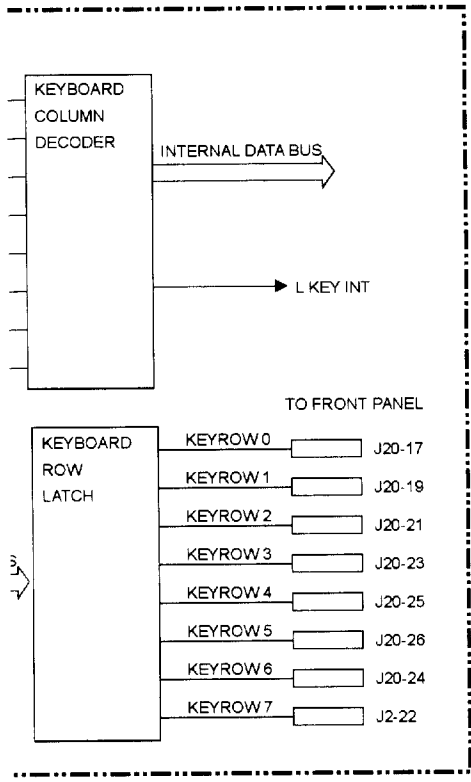 KEYBOARD
COLUMN
DECODER
INTERNAL DATA BUS
L KEY INT
TO FRONT PANEL
KEYBOARD
ROW
LATCH
KEYROW 0 J20-17
KEYROW 1 J20-19
KEYROW 2 J20-21
KEYROW 3 J20-23
KEYROW 4 J20-25
KEYROW 5 J20-26
KEYROW 6 J20-24
KEYROW 7 J2-22